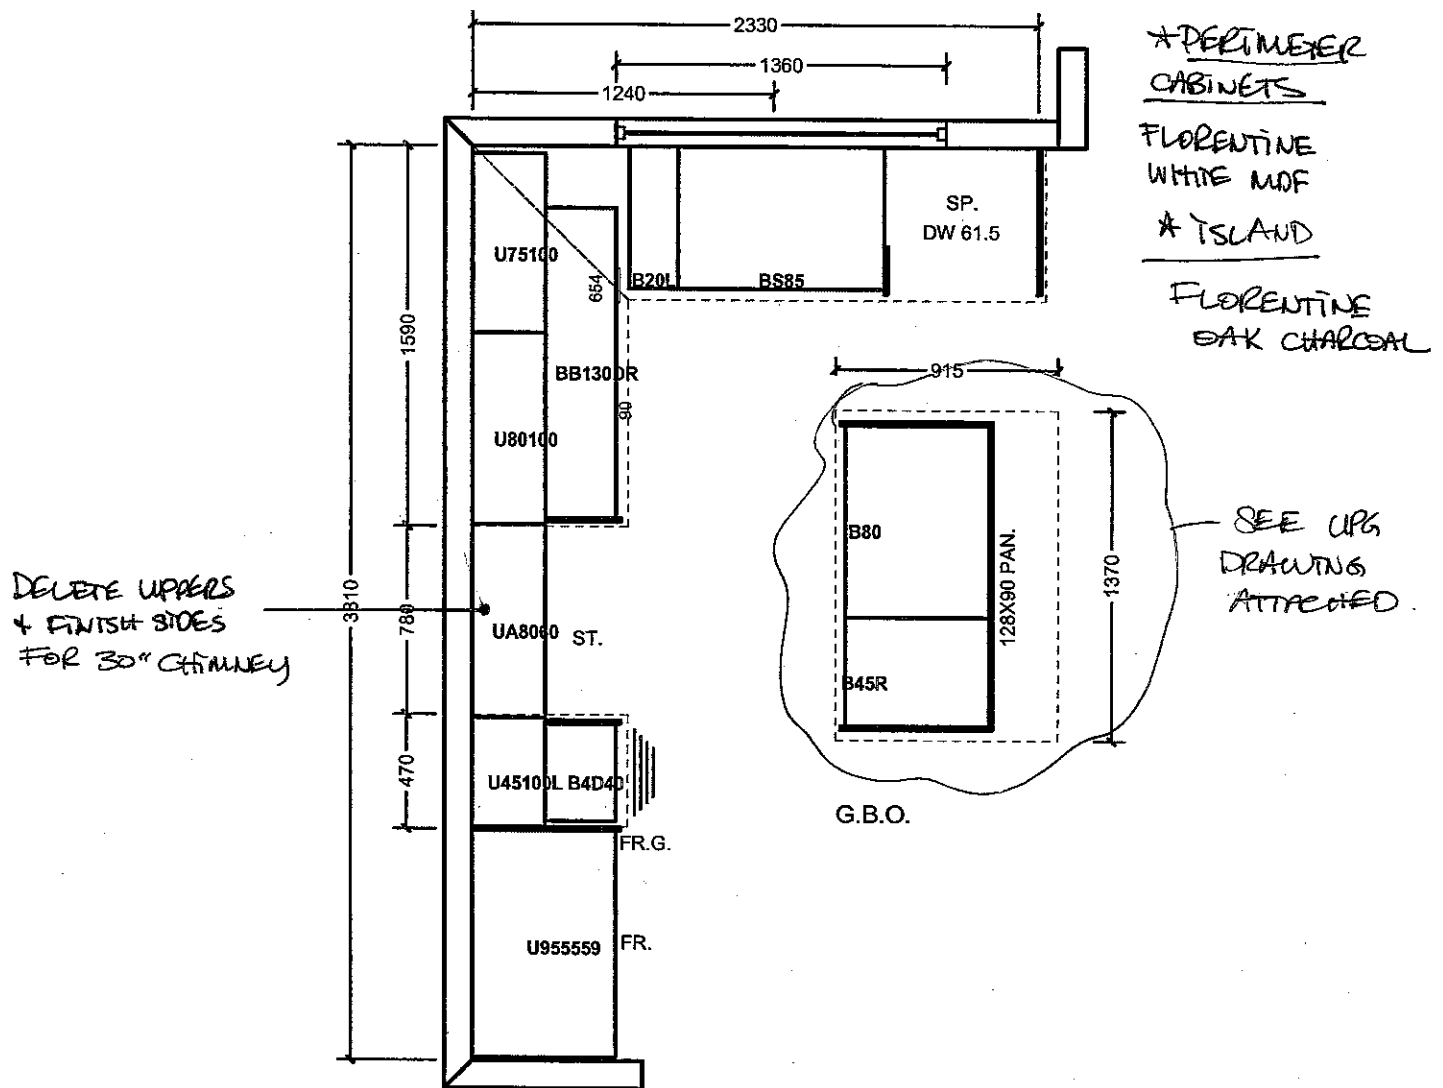 2330
1360
1240
*PERIMETER
CABINETS
FLORENTINE
WHITE MDF
* ISLAND
FLORENTINE
OAK CHARCOAL
SP.
DW 61.5
U75100
B20L
BS85
654
1590
BB1300R
90
U80100
915
B80
128X90 PAN.
1370
SEE UPG
DRAWING
ATTACHED.
DELETE UPPERS
& FINISH SIDES
FOR 30" CHIMNEY
3810
780
UA8060
ST.
B45R
470
U45100L
B4D40
G.B.O.
FR.G.
U955559
FR.